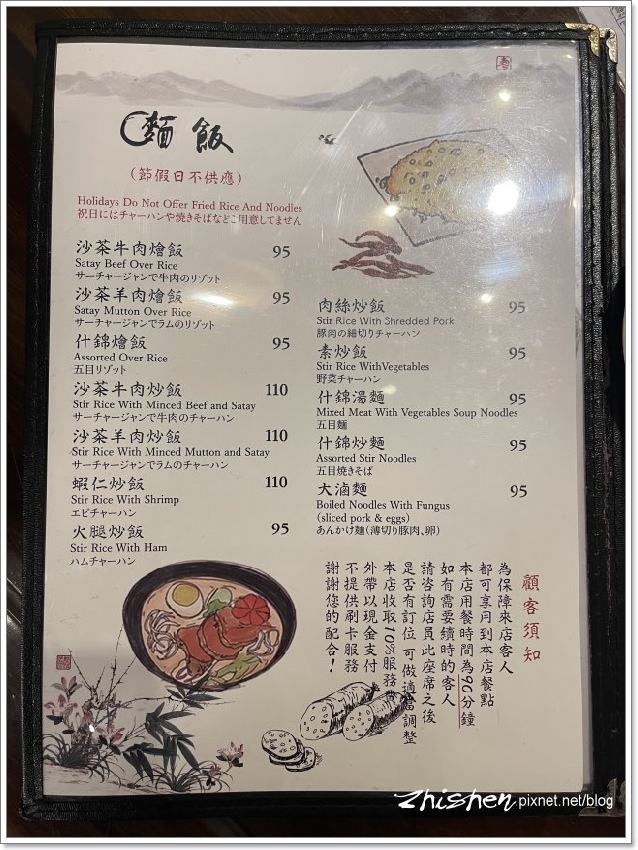 麵飯
(節假日不供應)
Holidays Do Not Offer Fried Rice And Noodles
祝日にはチャーハンや焼きそばなどご用意してません
沙茶牛肉燴飯 95
Satay Beef Over Rice
サーチャージャンで牛肉のリゾット
沙茶羊肉燴飯 95
Satay Mutton Over Rice
サーチャージャンでラムのリゾット
什錦燴飯 95
Assorted Over Rice
五目リゾット
沙茶牛肉炒飯 110
Stir Rice With Minced Beef and Satay
サーチャージャンで牛肉のチャーハン
沙茶羊肉炒飯 110
Stir Rice With Minced Mutton and Satay
サーチャージャンでラムのチャーハン
蝦仁炒飯 110
Stir Rice With Shrimp
エビチャーハン
火腿炒飯 95
Stir Rice With Ham
ハムチャーハン
肉絲炒飯 95
Stir Rice With Shredded Pork
豚肉の細切りチャーハン
素炒飯 95
Stir Rice WithVegetables
野菜チャーハン
什錦湯麵 95
Mixed Meat With Vegetables Soup Noodles
五目麵
什錦炒麵 95
Assorted Stir Noodles
五目焼きそば
大滷麵 95
Boiled Noodles With Fungus
(sliced pork & eggs)
あんかけ麵(薄切り豚肉、卵)
顧客須知
為保障來店客人
都可享用到本店餐點
本店用餐時間為90分鐘
如有需要續時的客人
請咨詢店員此座席之後
是否有訂位 可做適當調整
本店收取10%服務費
外帶以現金支付
不提供刷卡服務
謝謝您的配合!
zhishen.pixnet.net/blog